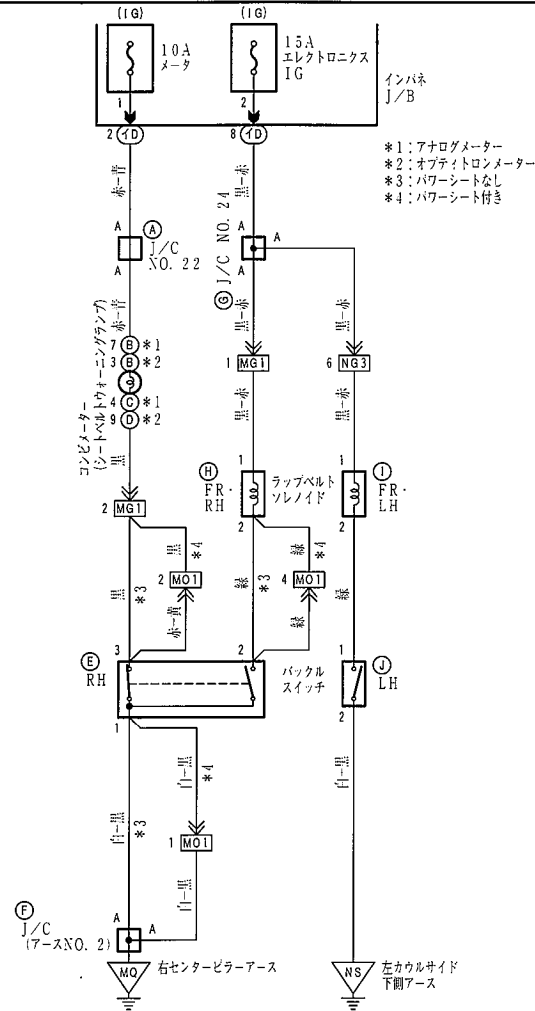 (IG)
(IG)
10A
メータ
15A
エレクトロニクス
IG
インパネ
J/B
1
2
2 イD
8 イD
*1:アナログメーター
*2:オプティトロンメーター
*3:パワーシートなし
*4:パワーシート付き
赤-青
黒-赤
A
A
J/C
NO. 22
A
A
A
A
G J/C NO. 24
赤-青
黒-赤
黒-赤
7 B *1
3 B *2
4 C *1
9 D *2
コンビメーター
(シートベルトウォーニングランプ)
1 MG1
6 NG3
黒
黒-赤
黒-赤
2 MG1
H
FR・
RH
1
2
ラップベルト
ソレノイド
I
FR・
LH
1
2
黒
*4
緑
*4
2 MO1
4 MO1
黒
*3
赤-黄
緑
*3
緑
緑
E
RH
3
2
1
バックル
スイッチ
J
LH
1
2
白-黒
*4
白-黒
*3
白-黒
1 MO1
白-黒
F
J/C
(アースNO. 2)
A
A
MQ
右センターピラーアース
NS
左カウルサイド
下側アース